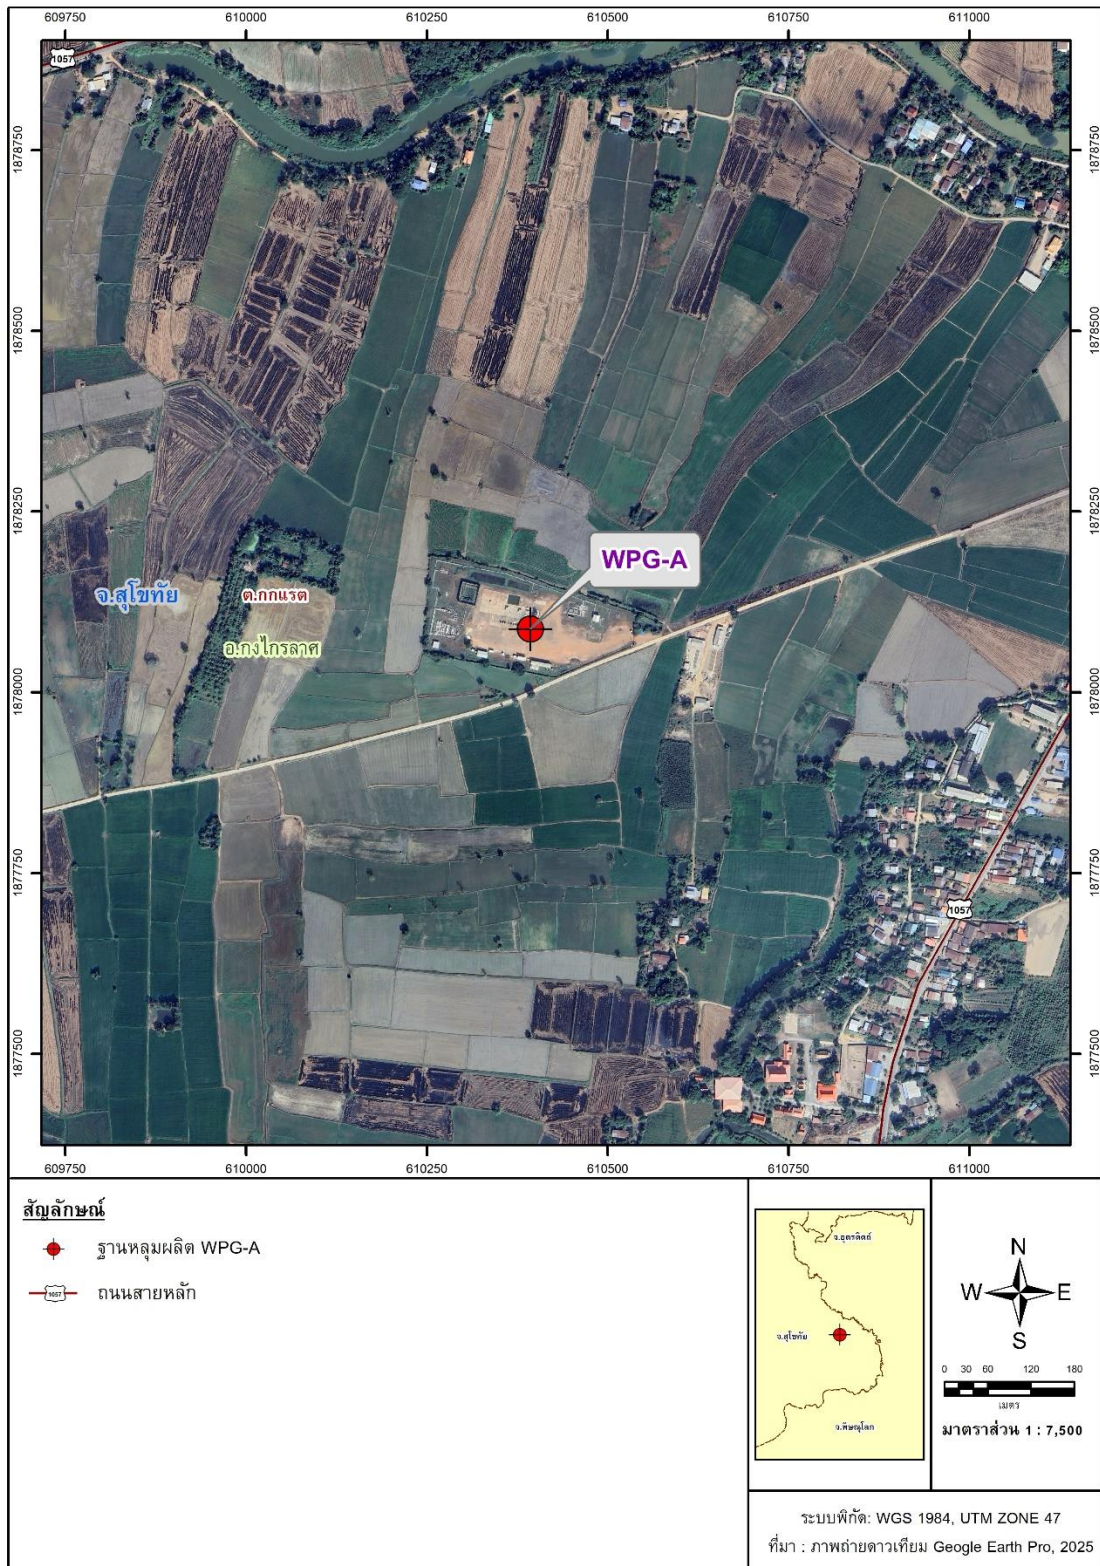 609750 610000 610250 610500 610750 611000
1057
1878750 1878750
1878500 1878500
1878250 1878250
WPG-A
จ.สุโขทัย
ต.กกแรต
อ.กงไกรลาศ
1878000 1878000
1877750 1877750
1057
1877500 1877500
609750 610000 610250 610500 610750 611000
สัญลักษณ์
ฐานหลุมผลิต WPG-A
1057 ถนนสายหลัก
จ.อุตรดิตถ์
จ.สุโขทัย
จ.พิษณุโลก
N
W E
S
0 30 60 120 180
เมตร
มาตราส่วน 1 : 7,500
ระบบพิกัด: WGS 1984, UTM ZONE 47
ที่มา : ภาพถ่ายดาวเทียม Geogle Earth Pro, 2025